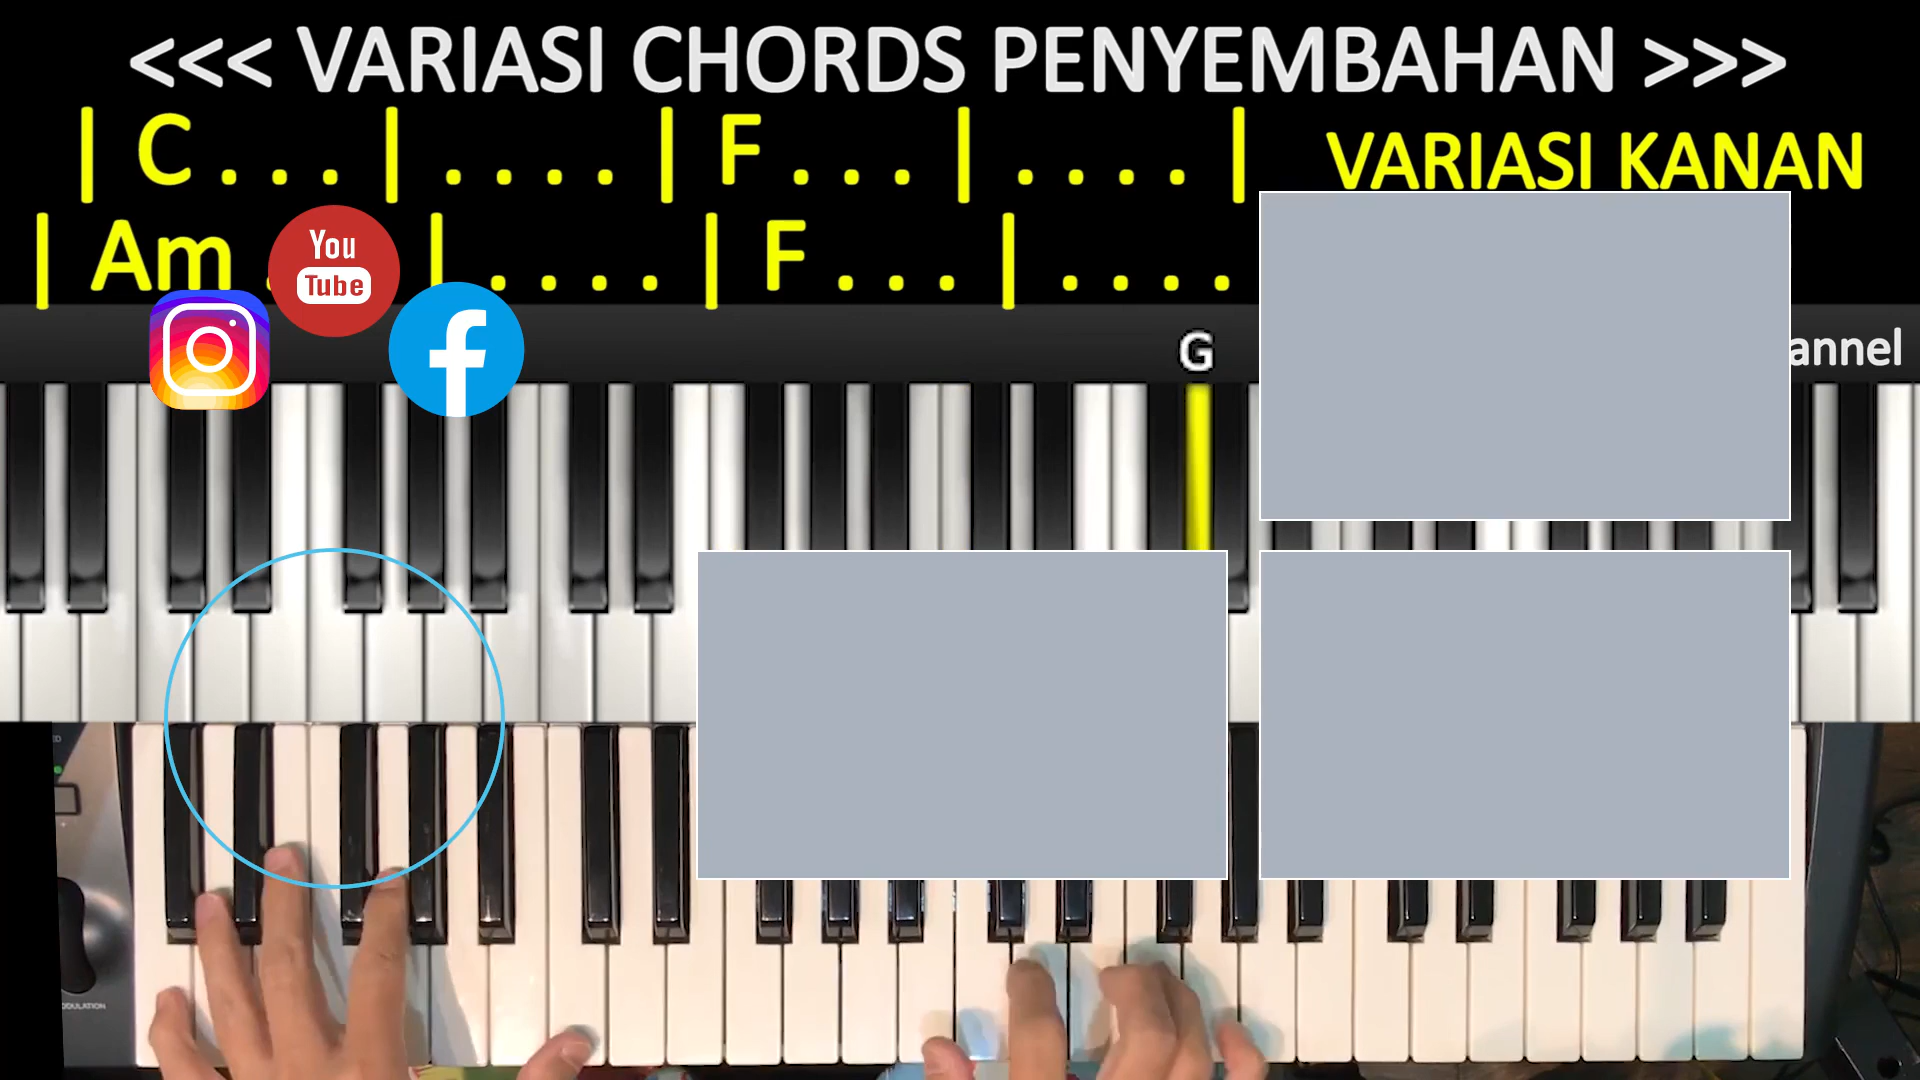 <<< VARIASI CHORDS PENYEMBAHAN >>>
| C . . . | . . . . | F . . . | . . . . | VARIASI KANAN
| Am . | . . . . | F . . . | . . . .
You
Tube
G
annel